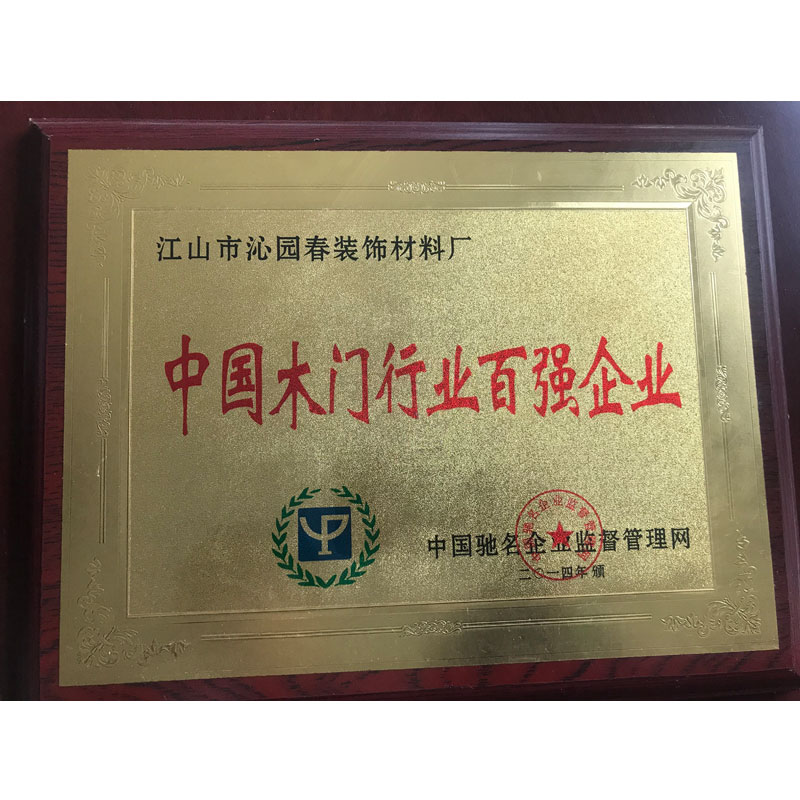 江山市沁园春装饰材料厂
中国木门行业百强企业
中国驰名企业监督管理网
二〇一四年 颁